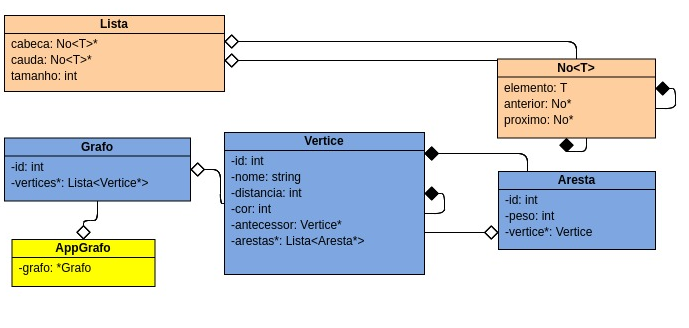 Lista
cabeca: No<T>*
cauda: No<T>*
tamanho: int
No<T>
elemento: T
anterior: No*
proximo: No*
Grafo
-id: int
-vertices*: Lista<Vertice*>
Vertice
-id: int
-nome: string
-distancia: int
-cor: int
-antecessor: Vertice*
-arestas*: Lista<Aresta*>
Aresta
-id: int
-peso: int
-vertice*: Vertice
AppGrafo
-grafo: *Grafo